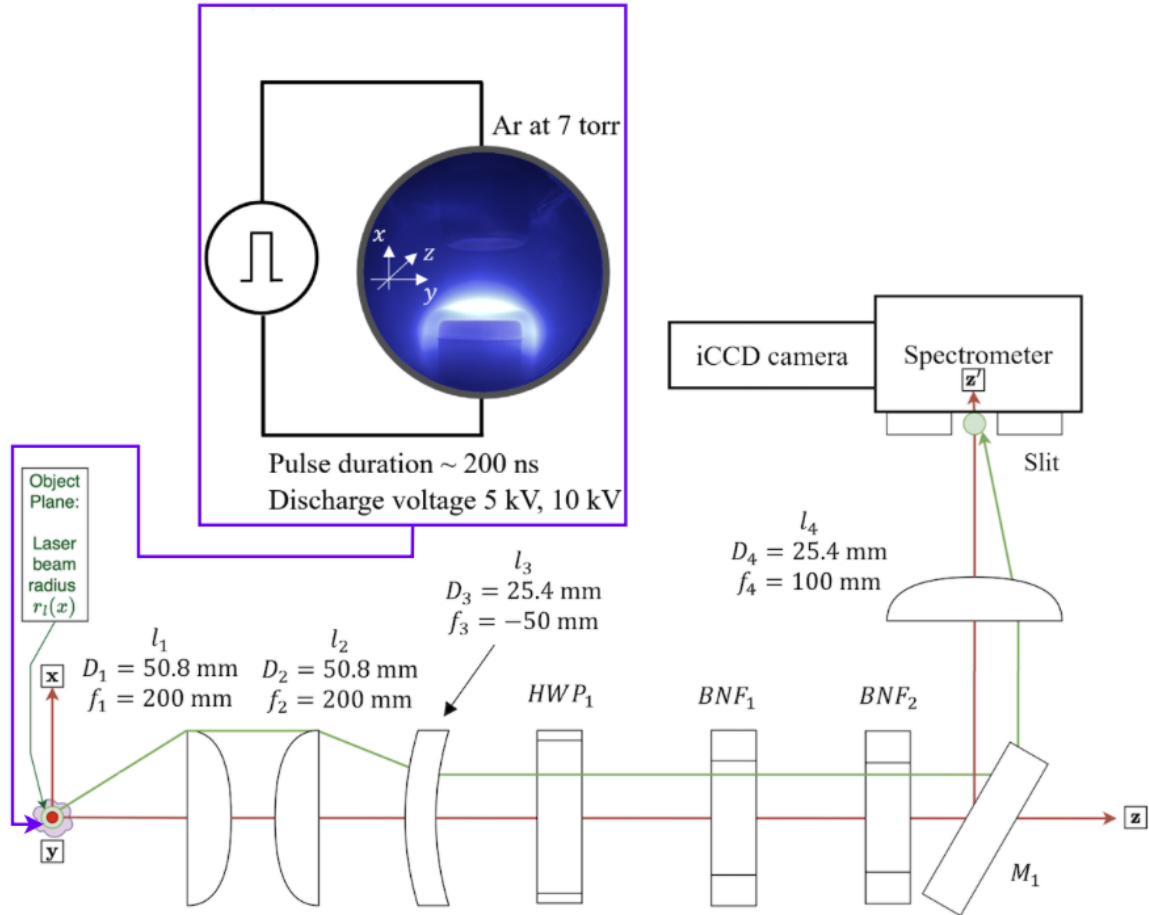 Ar at 7 torr
x
z
y
Pulse duration ~ 200 ns
Discharge voltage 5 kV, 10 kV
iCCD camera
Spectrometer
z'
Slit
Object
Plane:
Laser
beam
radius
r_l(x)
x
y
l_1
D_1 = 50.8 mm
f_1 = 200 mm
l_2
D_2 = 50.8 mm
f_2 = 200 mm
l_3
D_3 = 25.4 mm
f_3 = −50 mm
l_4
D_4 = 25.4 mm
f_4 = 100 mm
HWP_1
BNF_1
BNF_2
z
M_1